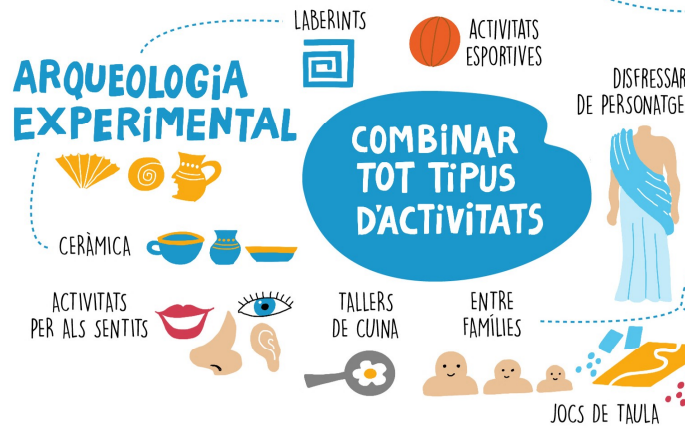 LABERINTS
ACTIVITATS
ESPORTIVES
ARQUEOLOGiA
EXPERiMENTAL
DISFRESSAR
DE PERSONATGE
COMBiNAR
TOT TiPUS
D'ACTiViTATS
CERÀMICA
ACTIVITATS
PER ALS SENTITS
TALLERS
DE CUINA
ENTRE
FAMÍLIES
JOCS DE TAULA